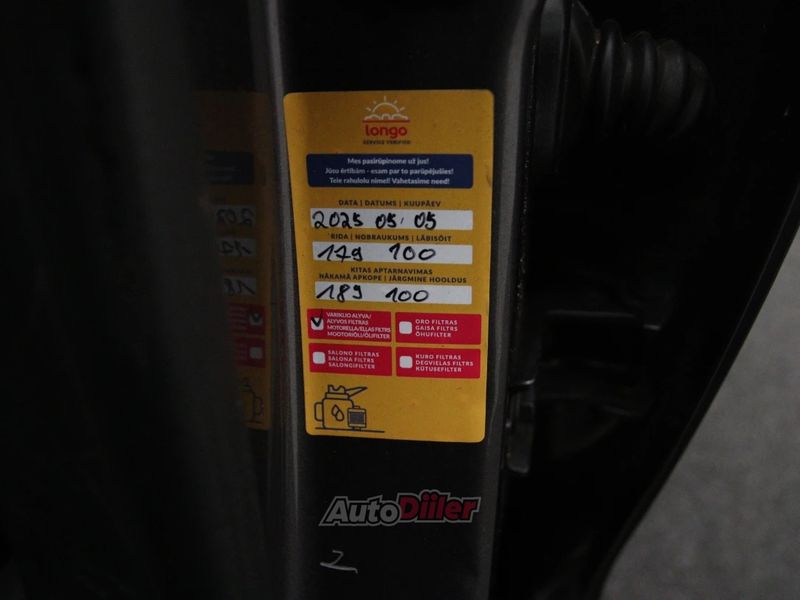 longo
SERVICE VERIFIED
Mes pasirūpinome už jus!
Jūsu ērtībām - esam par to parūpējušies!
Teie rahulolu nimel! Vahetasime need!
DATA | DATUMS | KUUPÄEV
2025 05. 05
RIDA | NOBRAUKUMS | LÄBISÕIT
179 100
KITAS APTARNAVIMAS
NĀKAMĀ APKOPE | JÄRGMINE HOOLDUS
189 100
VARIKLIO ALYVA/
ALYVOS FILTRAS
MOTOREĻĻA/EĻĻAS FILTRS
MOOTORIÕLI/ÕLIFILTER
ORO FILTRAS
GAISA FILTRS
ÕHUFILTER
SALONO FILTRAS
SALONA FILTRS
SALONGIFILTER
KURO FILTRAS
DEGVIELAS FILTRS
KÜTUSEFILTER
AutoDiiler
2